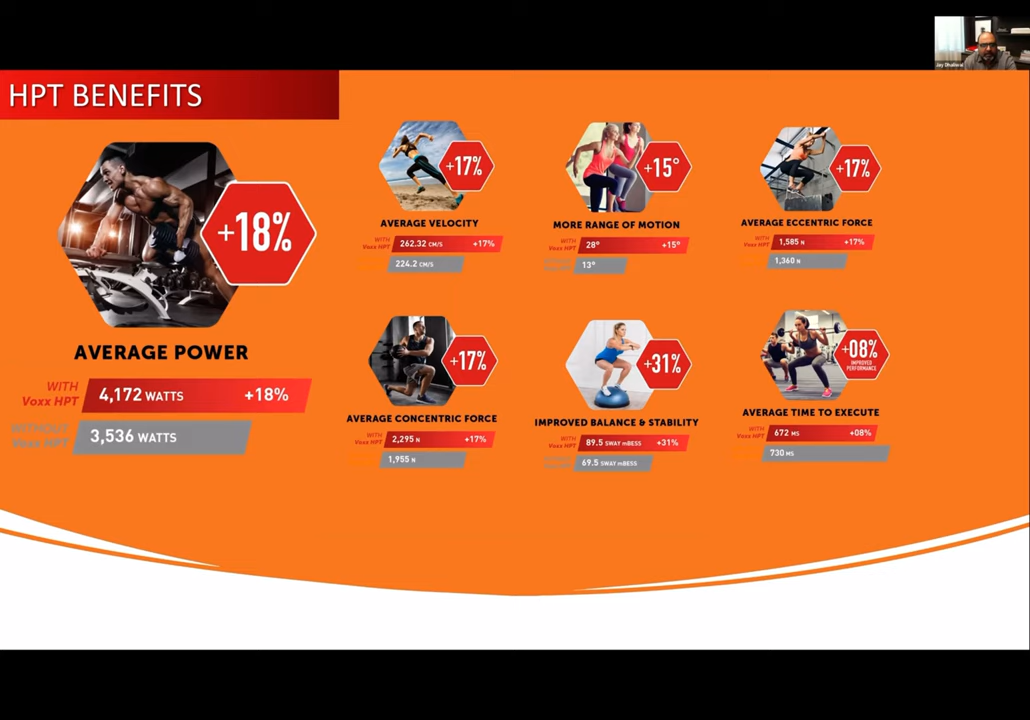 Jay Dhaliwal
HPT BENEFITS
+18%
AVERAGE POWER
WITH
Voxx HPT
4,172 WATTS +18%
WITHOUT
Voxx HPT
3,536 WATTS
+17%
AVERAGE VELOCITY
WITH
Voxx HPT
262.32 CM/S +17%
224.2 CM/S
+15°
MORE RANGE OF MOTION
WITH
Voxx HPT
28° +15°
13°
+17%
AVERAGE ECCENTRIC FORCE
WITH
Voxx HPT
1,585 N +17%
1,360 N
+17%
AVERAGE CONCENTRIC FORCE
WITH
Voxx HPT
2,295 N +17%
1,955 N
+31%
IMPROVED BALANCE & STABILITY
WITH
Voxx HPT
89.5 SWAY mBESS +31%
69.5 SWAY mBESS
+08%
IMPROVED
PERFORMANCE
AVERAGE TIME TO EXECUTE
WITH
Voxx HPT
672 MS +08%
730 MS